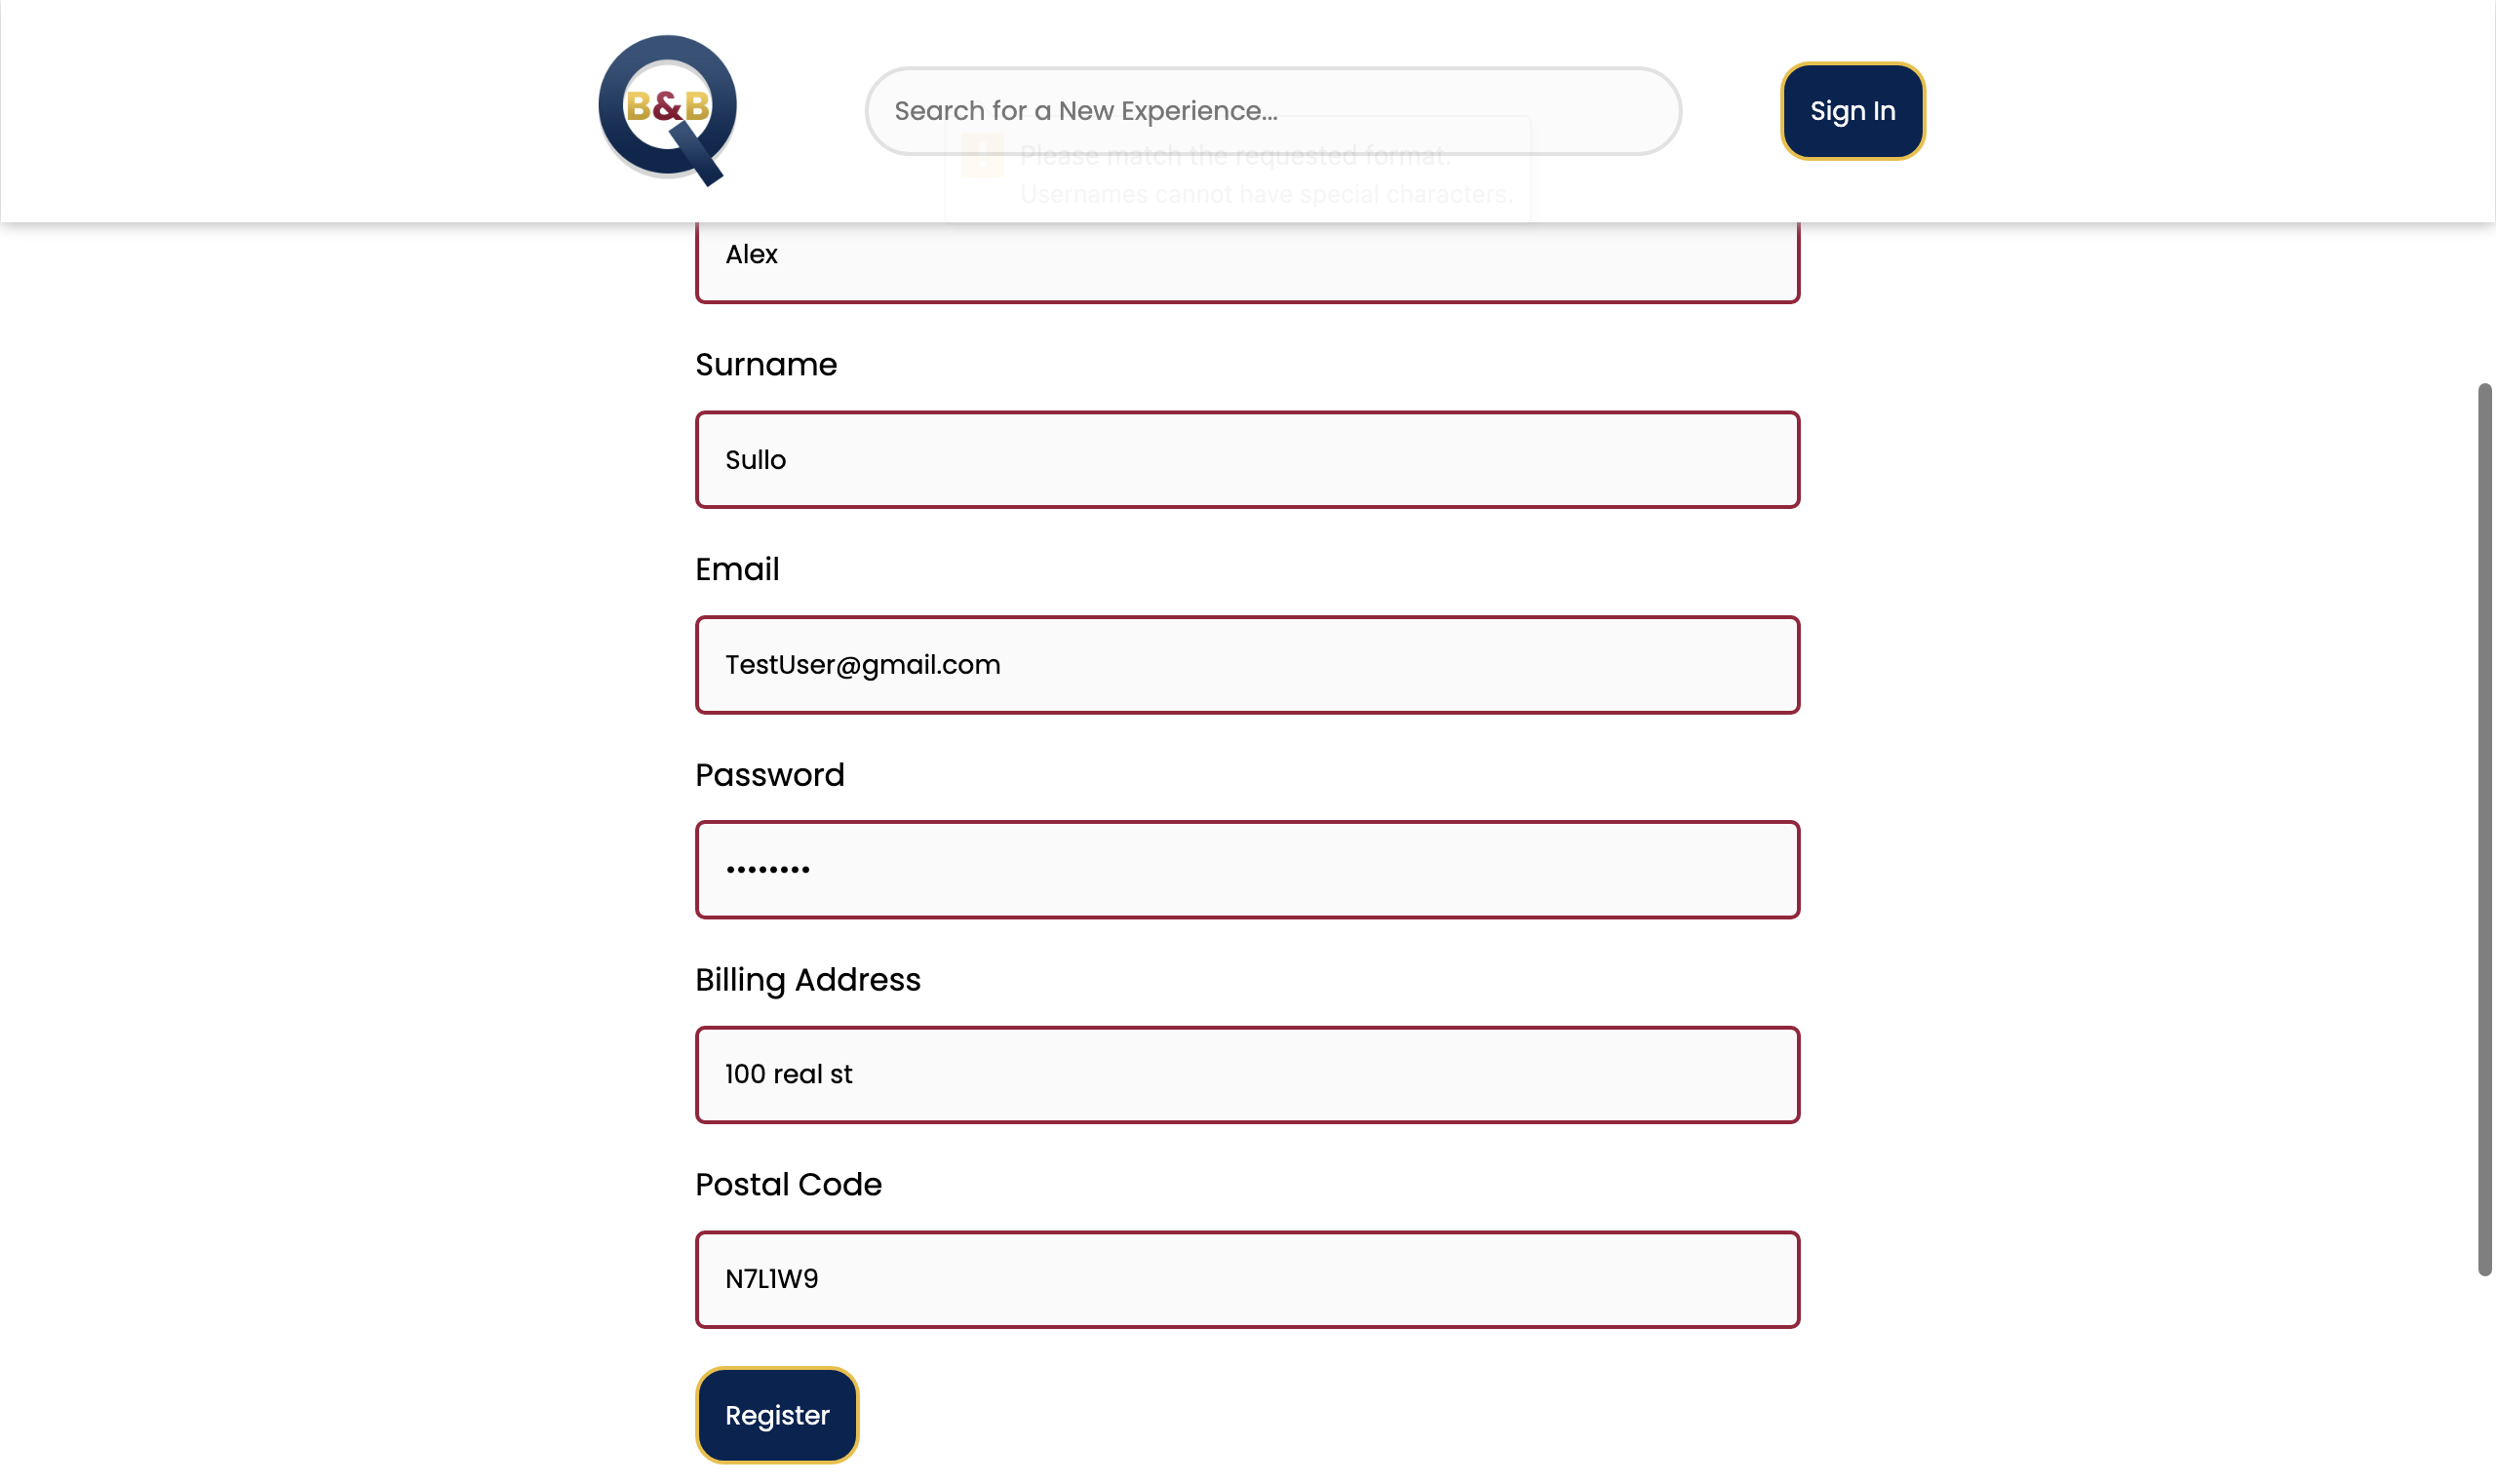 B&B
Search for a New Experience...
Sign In
Please match the requested format.
Usernames cannot have special characters.
Alex
Surname
Sullo
Email
TestUser@gmail.com
Password
••••••••
Billing Address
100 real st
Postal Code
N7L1W9
Register